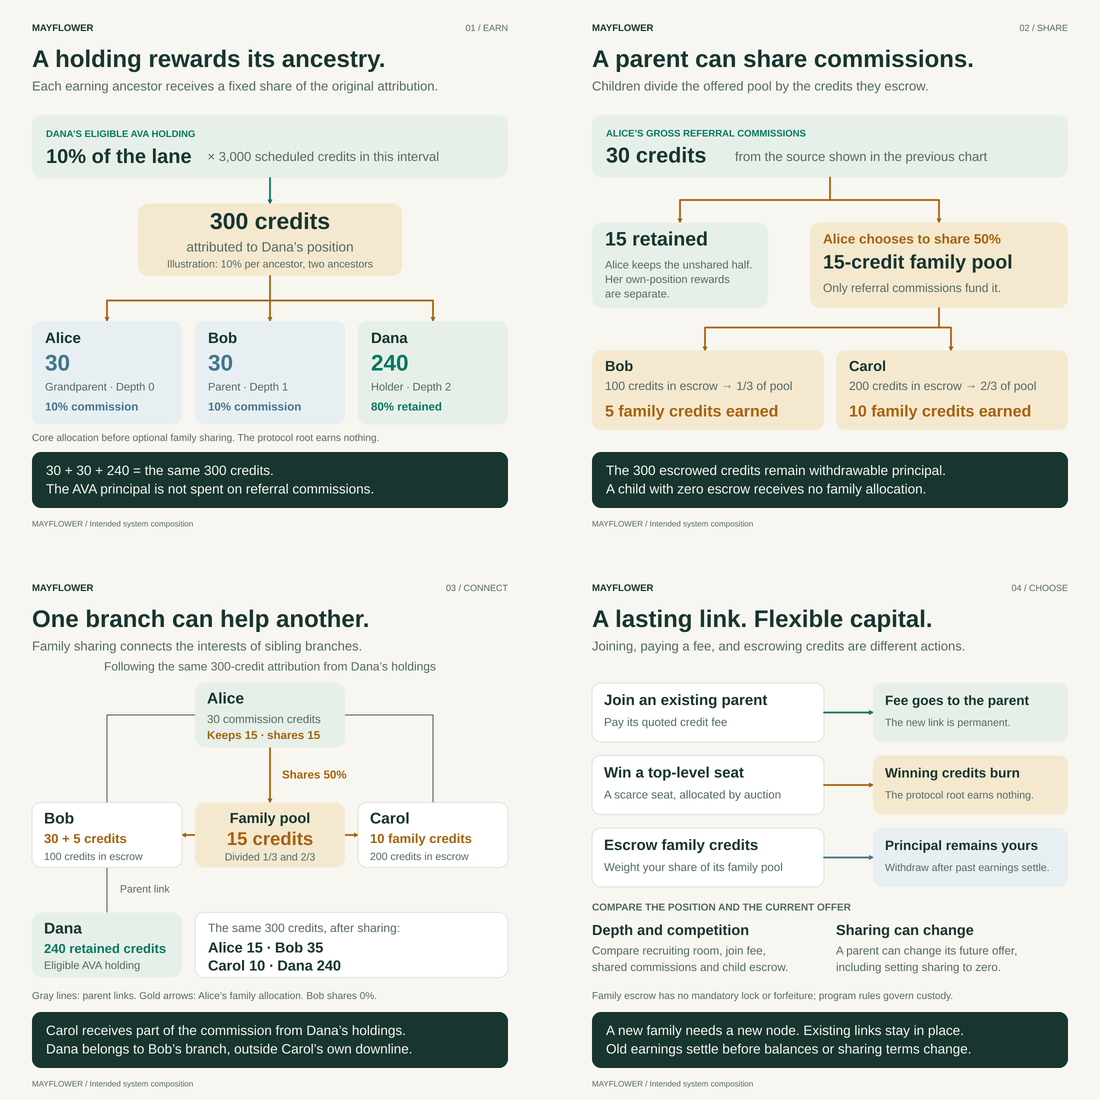 MAYFLOWER
01 / EARN
A holding rewards its ancestry.
Each earning ancestor receives a fixed share of the original attribution.
DANA'S ELIGIBLE AVA HOLDING
10% of the lane × 3,000 scheduled credits in this interval
300 credits
attributed to Dana's position
Illustration: 10% per ancestor, two ancestors
Alice
30
Grandparent · Depth 0
10% commission
Bob
30
Parent · Depth 1
10% commission
Dana
240
Holder · Depth 2
80% retained
Core allocation before optional family sharing. The protocol root earns nothing.
30 + 30 + 240 = the same 300 credits.
The AVA principal is not spent on referral commissions.
MAYFLOWER / Intended system composition
MAYFLOWER
02 / SHARE
A parent can share commissions.
Children divide the offered pool by the credits they escrow.
ALICE'S GROSS REFERRAL COMMISSIONS
30 credits from the source shown in the previous chart
15 retained
Alice keeps the unshared half.
Her own-position rewards
are separate.
Alice chooses to share 50%
15-credit family pool
Only referral commissions fund it.
Bob
100 credits in escrow → 1/3 of pool
5 family credits earned
Carol
200 credits in escrow → 2/3 of pool
10 family credits earned
The 300 escrowed credits remain withdrawable principal.
A child with zero escrow receives no family allocation.
MAYFLOWER / Intended system composition
MAYFLOWER
03 / CONNECT
One branch can help another.
Family sharing connects the interests of sibling branches.
Following the same 300-credit attribution from Dana's holdings
Alice
30 commission credits
Keeps 15 · shares 15
Shares 50%
Bob
30 + 5 credits
100 credits in escrow
Family pool
15 credits
Divided 1/3 and 2/3
Carol
10 family credits
200 credits in escrow
Parent link
Dana
240 retained credits
Eligible AVA holding
The same 300 credits, after sharing:
Alice 15 · Bob 35
Carol 10 · Dana 240
Gray lines: parent links. Gold arrows: Alice's family allocation. Bob shares 0%.
Carol receives part of the commission from Dana's holdings.
Dana belongs to Bob's branch, outside Carol's own downline.
MAYFLOWER / Intended system composition
MAYFLOWER
04 / CHOOSE
A lasting link. Flexible capital.
Joining, paying a fee, and escrowing credits are different actions.
Join an existing parent
Pay its quoted credit fee
Fee goes to the parent
The new link is permanent.
Win a top-level seat
A scarce seat, allocated by auction
Winning credits burn
The protocol root earns nothing.
Escrow family credits
Weight your share of its family pool
Principal remains yours
Withdraw after past earnings settle.
COMPARE THE POSITION AND THE CURRENT OFFER
Depth and competition
Compare recruiting room, join fee,
shared commissions and child escrow.
Sharing can change
A parent can change its future offer,
including setting sharing to zero.
Family escrow has no mandatory lock or forfeiture; program rules govern custody.
A new family needs a new node. Existing links stay in place.
Old earnings settle before balances or sharing terms change.
MAYFLOWER / Intended system composition